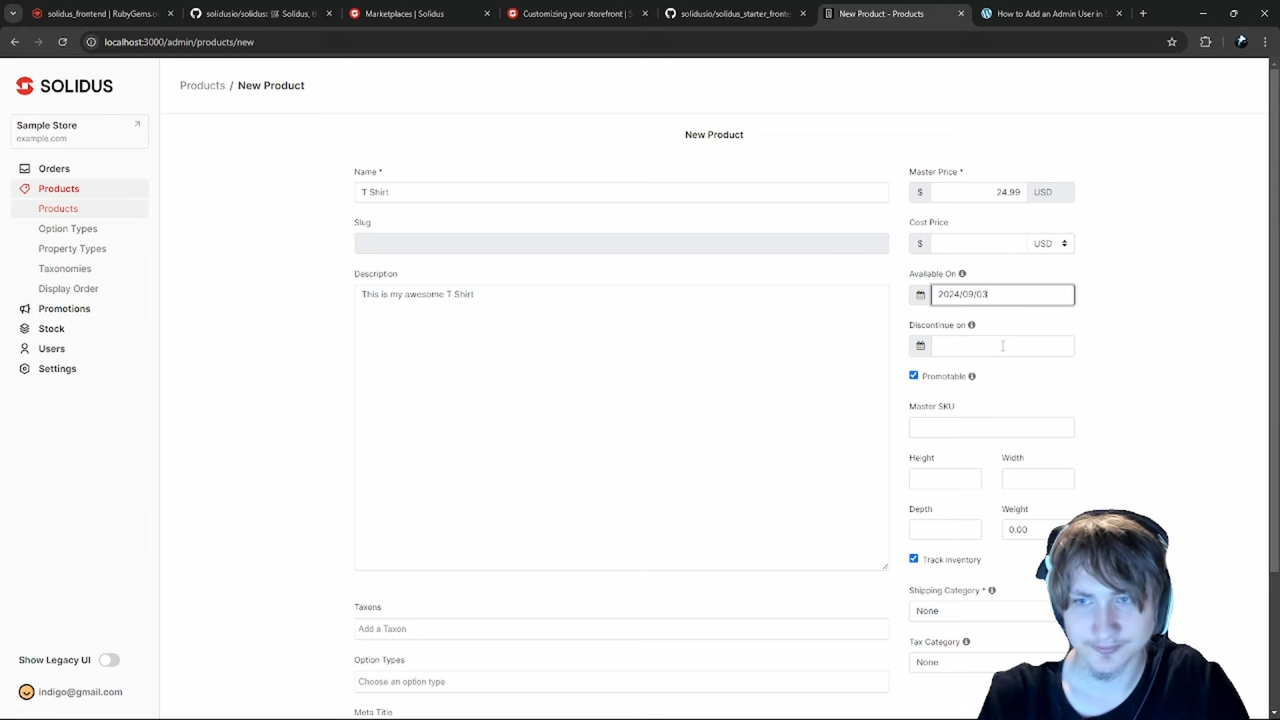 solidus_frontend | RubyGems.o
solidusio/solidus:
Solidus, t
Marketplaces | Solidus
Customizing your storefront | S
solidusio/solidus_starter_fronte
New Product - Products
How to Add an Admin User in S
localhost:3000/admin/products/new
SOLIDUS
Products / New Product
Sample Store
example.com
Orders
Products
Products
Option Types
Property Types
Taxonomies
Display Order
Promotions
Stock
Users
Settings
Show Legacy UI
indigo@gmail.com
New Product
Name *
T Shirt
Slug
Description
This is my awesome T Shirt
Taxons
Add a Taxon
Option Types
Choose an option type
Meta Title
Master Price *
$ 24.99 USD
Cost Price
$ USD
Available On
2024/09/03
Discontinue on
Promotable
Master SKU
Height Width
Depth Weight
0.00
Track inventory
Shipping Category *
None
Tax Category
None